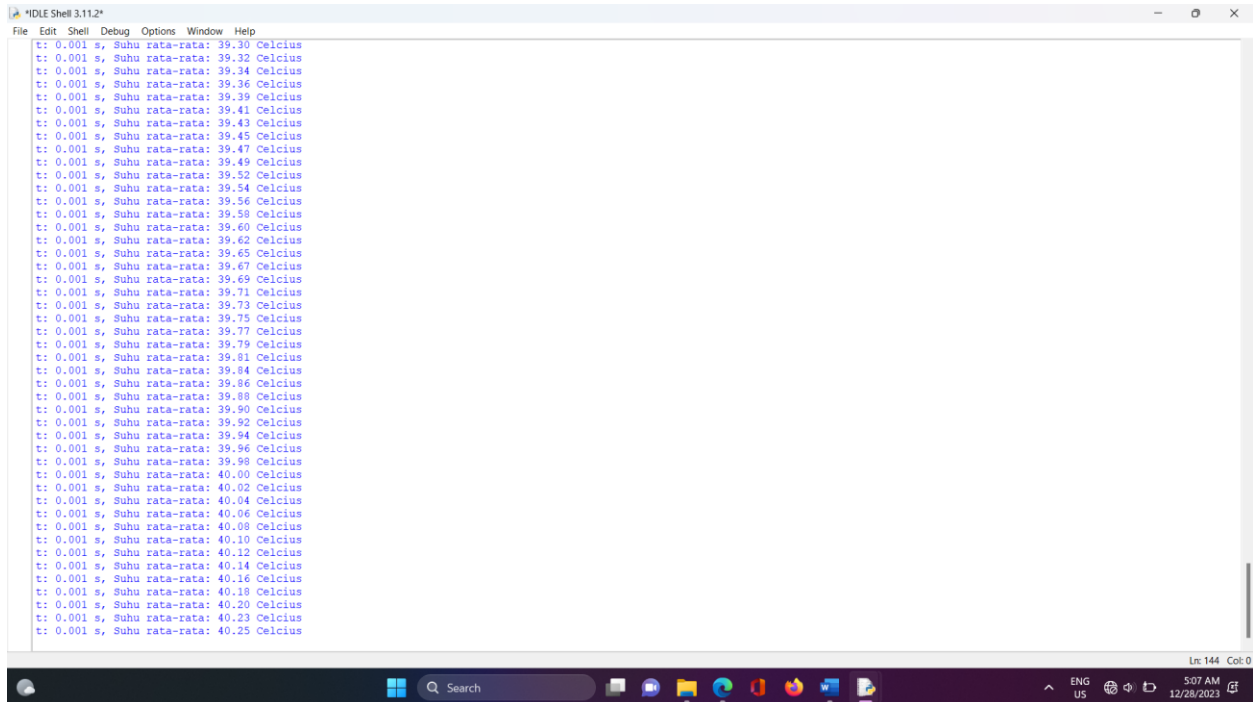 *IDLE Shell 3.11.2*
File Edit Shell Debug Options Window Help
t: 0.001 s, Suhu rata-rata: 39.30 Celcius
t: 0.001 s, Suhu rata-rata: 39.32 Celcius
t: 0.001 s, Suhu rata-rata: 39.34 Celcius
t: 0.001 s, Suhu rata-rata: 39.36 Celcius
t: 0.001 s, Suhu rata-rata: 39.39 Celcius
t: 0.001 s, Suhu rata-rata: 39.41 Celcius
t: 0.001 s, Suhu rata-rata: 39.43 Celcius
t: 0.001 s, Suhu rata-rata: 39.45 Celcius
t: 0.001 s, Suhu rata-rata: 39.47 Celcius
t: 0.001 s, Suhu rata-rata: 39.49 Celcius
t: 0.001 s, Suhu rata-rata: 39.52 Celcius
t: 0.001 s, Suhu rata-rata: 39.54 Celcius
t: 0.001 s, Suhu rata-rata: 39.56 Celcius
t: 0.001 s, Suhu rata-rata: 39.58 Celcius
t: 0.001 s, Suhu rata-rata: 39.60 Celcius
t: 0.001 s, Suhu rata-rata: 39.62 Celcius
t: 0.001 s, Suhu rata-rata: 39.65 Celcius
t: 0.001 s, Suhu rata-rata: 39.67 Celcius
t: 0.001 s, Suhu rata-rata: 39.69 Celcius
t: 0.001 s, Suhu rata-rata: 39.71 Celcius
t: 0.001 s, Suhu rata-rata: 39.73 Celcius
t: 0.001 s, Suhu rata-rata: 39.75 Celcius
t: 0.001 s, Suhu rata-rata: 39.77 Celcius
t: 0.001 s, Suhu rata-rata: 39.79 Celcius
t: 0.001 s, Suhu rata-rata: 39.81 Celcius
t: 0.001 s, Suhu rata-rata: 39.84 Celcius
t: 0.001 s, Suhu rata-rata: 39.86 Celcius
t: 0.001 s, Suhu rata-rata: 39.88 Celcius
t: 0.001 s, Suhu rata-rata: 39.90 Celcius
t: 0.001 s, Suhu rata-rata: 39.92 Celcius
t: 0.001 s, Suhu rata-rata: 39.94 Celcius
t: 0.001 s, Suhu rata-rata: 39.96 Celcius
t: 0.001 s, Suhu rata-rata: 39.98 Celcius
t: 0.001 s, Suhu rata-rata: 40.00 Celcius
t: 0.001 s, Suhu rata-rata: 40.02 Celcius
t: 0.001 s, Suhu rata-rata: 40.04 Celcius
t: 0.001 s, Suhu rata-rata: 40.06 Celcius
t: 0.001 s, Suhu rata-rata: 40.08 Celcius
t: 0.001 s, Suhu rata-rata: 40.10 Celcius
t: 0.001 s, Suhu rata-rata: 40.12 Celcius
t: 0.001 s, Suhu rata-rata: 40.14 Celcius
t: 0.001 s, Suhu rata-rata: 40.16 Celcius
t: 0.001 s, Suhu rata-rata: 40.18 Celcius
t: 0.001 s, Suhu rata-rata: 40.20 Celcius
t: 0.001 s, Suhu rata-rata: 40.23 Celcius
t: 0.001 s, Suhu rata-rata: 40.25 Celcius
Ln: 144 Col: 0
Search
ENG
US
5:07 AM
12/28/2023